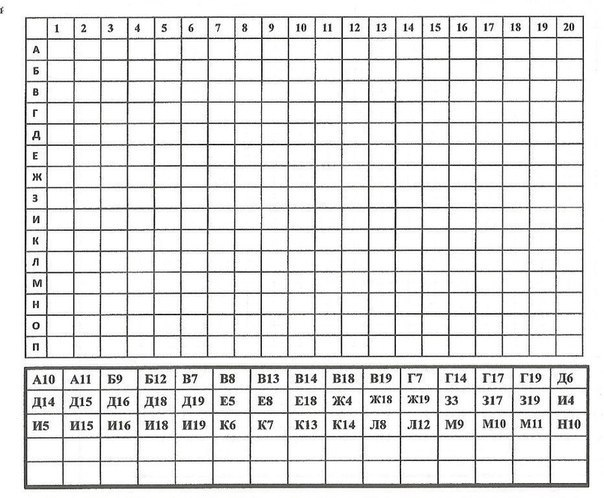 1 2 3 4 5 6 7 8 9 10 11 12 13 14 15 16 17 18 19 20
А
Б
В
Г
Д
Е
Ж
З
И
К
Л
М
Н
О
П
А10 А11 Б9 Б12 В7 В8 В13 В14 В18 В19 Г7 Г14 Г17 Г19 Д6
Д14 Д15 Д16 Д18 Д19 Е5 Е8 Е18 Ж4 Ж18 Ж19 З3 З17 З19 И4
И5 И15 И16 И18 И19 К6 К7 К13 К14 Л8 Л12 М9 М10 М11 Н10